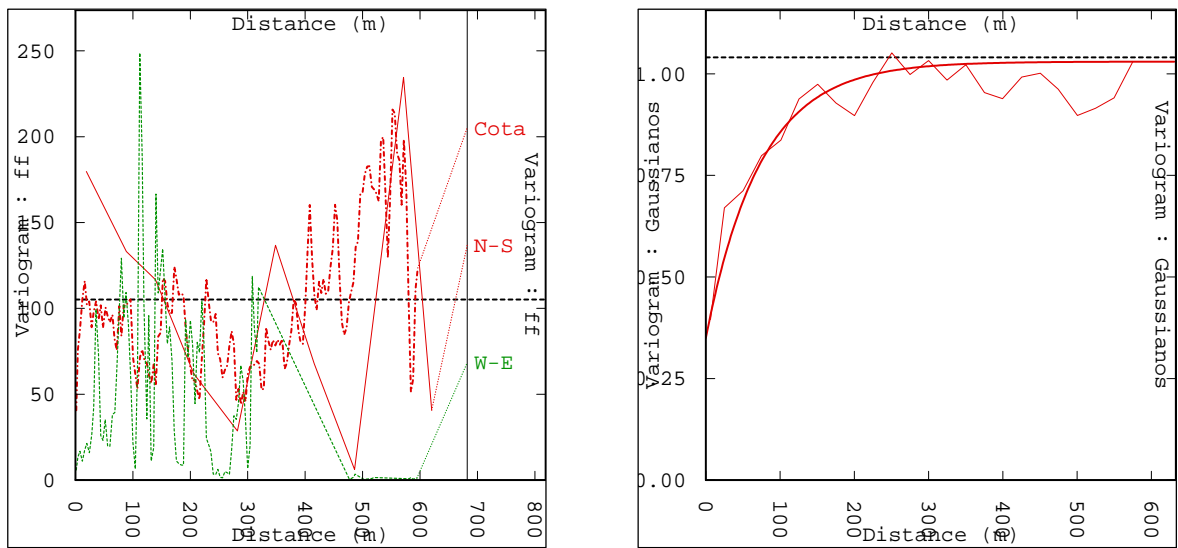 Distance (m)
250
200
150
100
50
0
Variogram : ff
Cota
N-S
W-E
Variogram : ff
0
100
200
300
400
500
600
700
800
Distance (m)
Distance (m)
1.00
0.75
0.50
0.25
0.00
Variogram : Gaussianos
Variogram : Gaussianos
0
100
200
300
400
500
600
Distance (m)